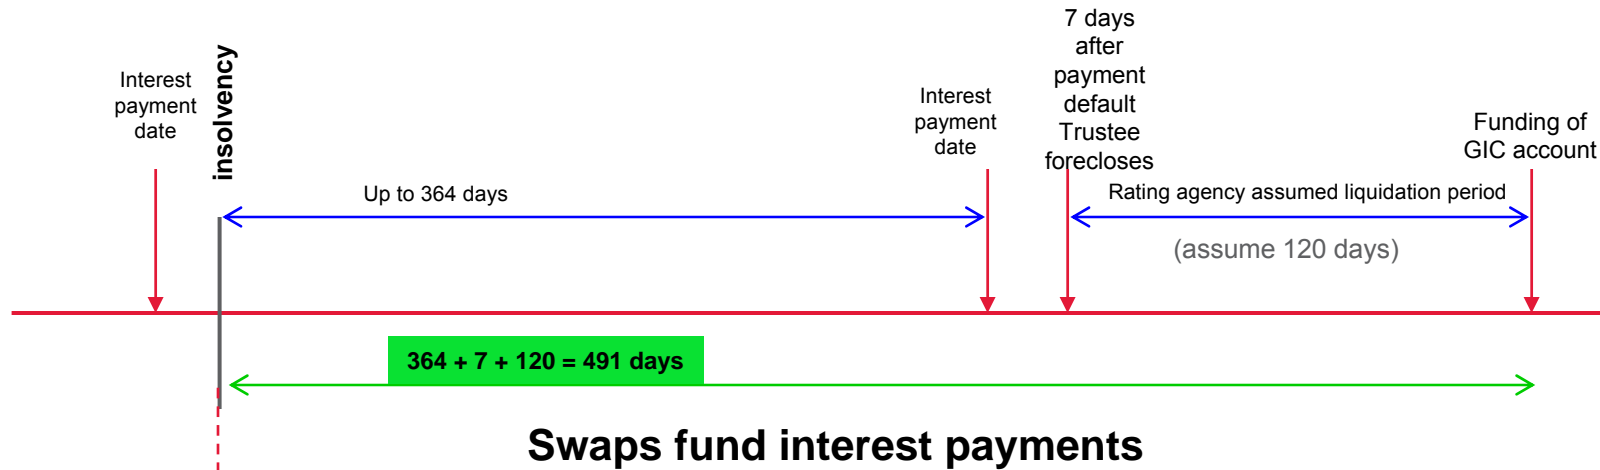 7 days
after
payment
default
Trustee
forecloses
Interest
payment
date
insolvency
Interest
payment
date
Funding of
GIC account
Up to 364 days
Rating agency assumed liquidation period
(assume 120 days)
364 + 7 + 120 = 491 days
Swaps fund interest payments